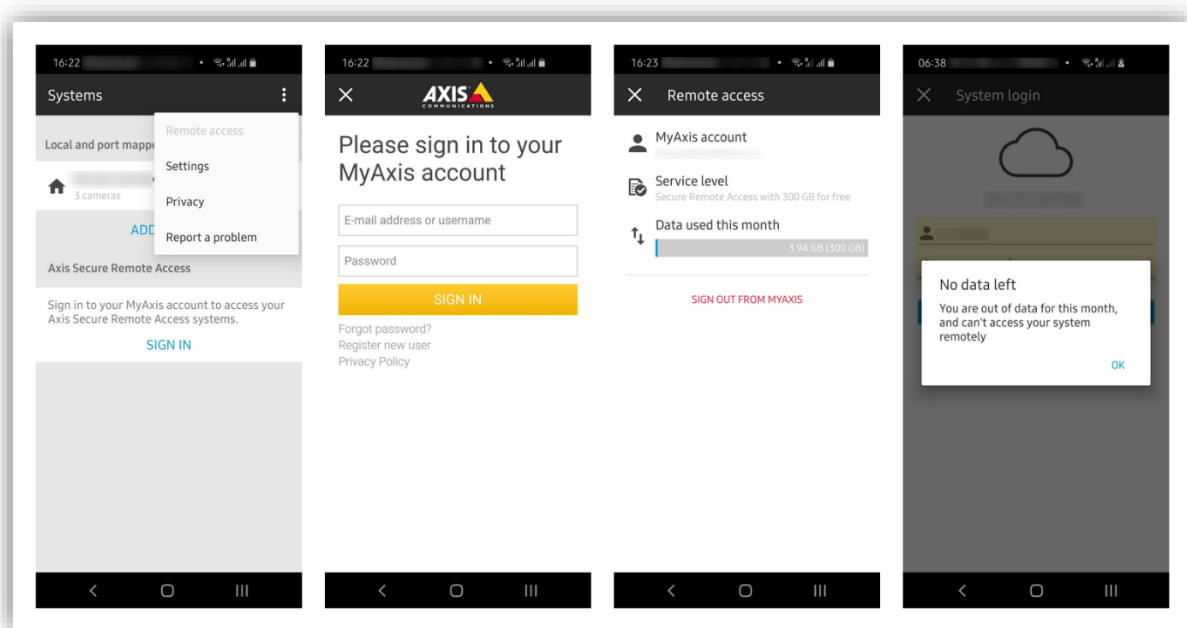 16:22
Systems
Remote access
Local and port mappe
Settings
3 cameras
Privacy
ADD
Report a problem
Axis Secure Remote Access
Sign in to your MyAxis account to access your
Axis Secure Remote Access systems.
SIGN IN
16:22
AXIS
COMMUNICATIONS
Please sign in to your
MyAxis account
E-mail address or username
Password
SIGN IN
Forgot password?
Register new user
Privacy Policy
16:23
Remote access
MyAxis account
Service level
Secure Remote Access with 300 GB for free
Data used this month
3.94 GB (300 GB)
SIGN OUT FROM MYAXIS
06:38
System login
No data left
You are out of data for this month,
and can't access your system
remotely
OK